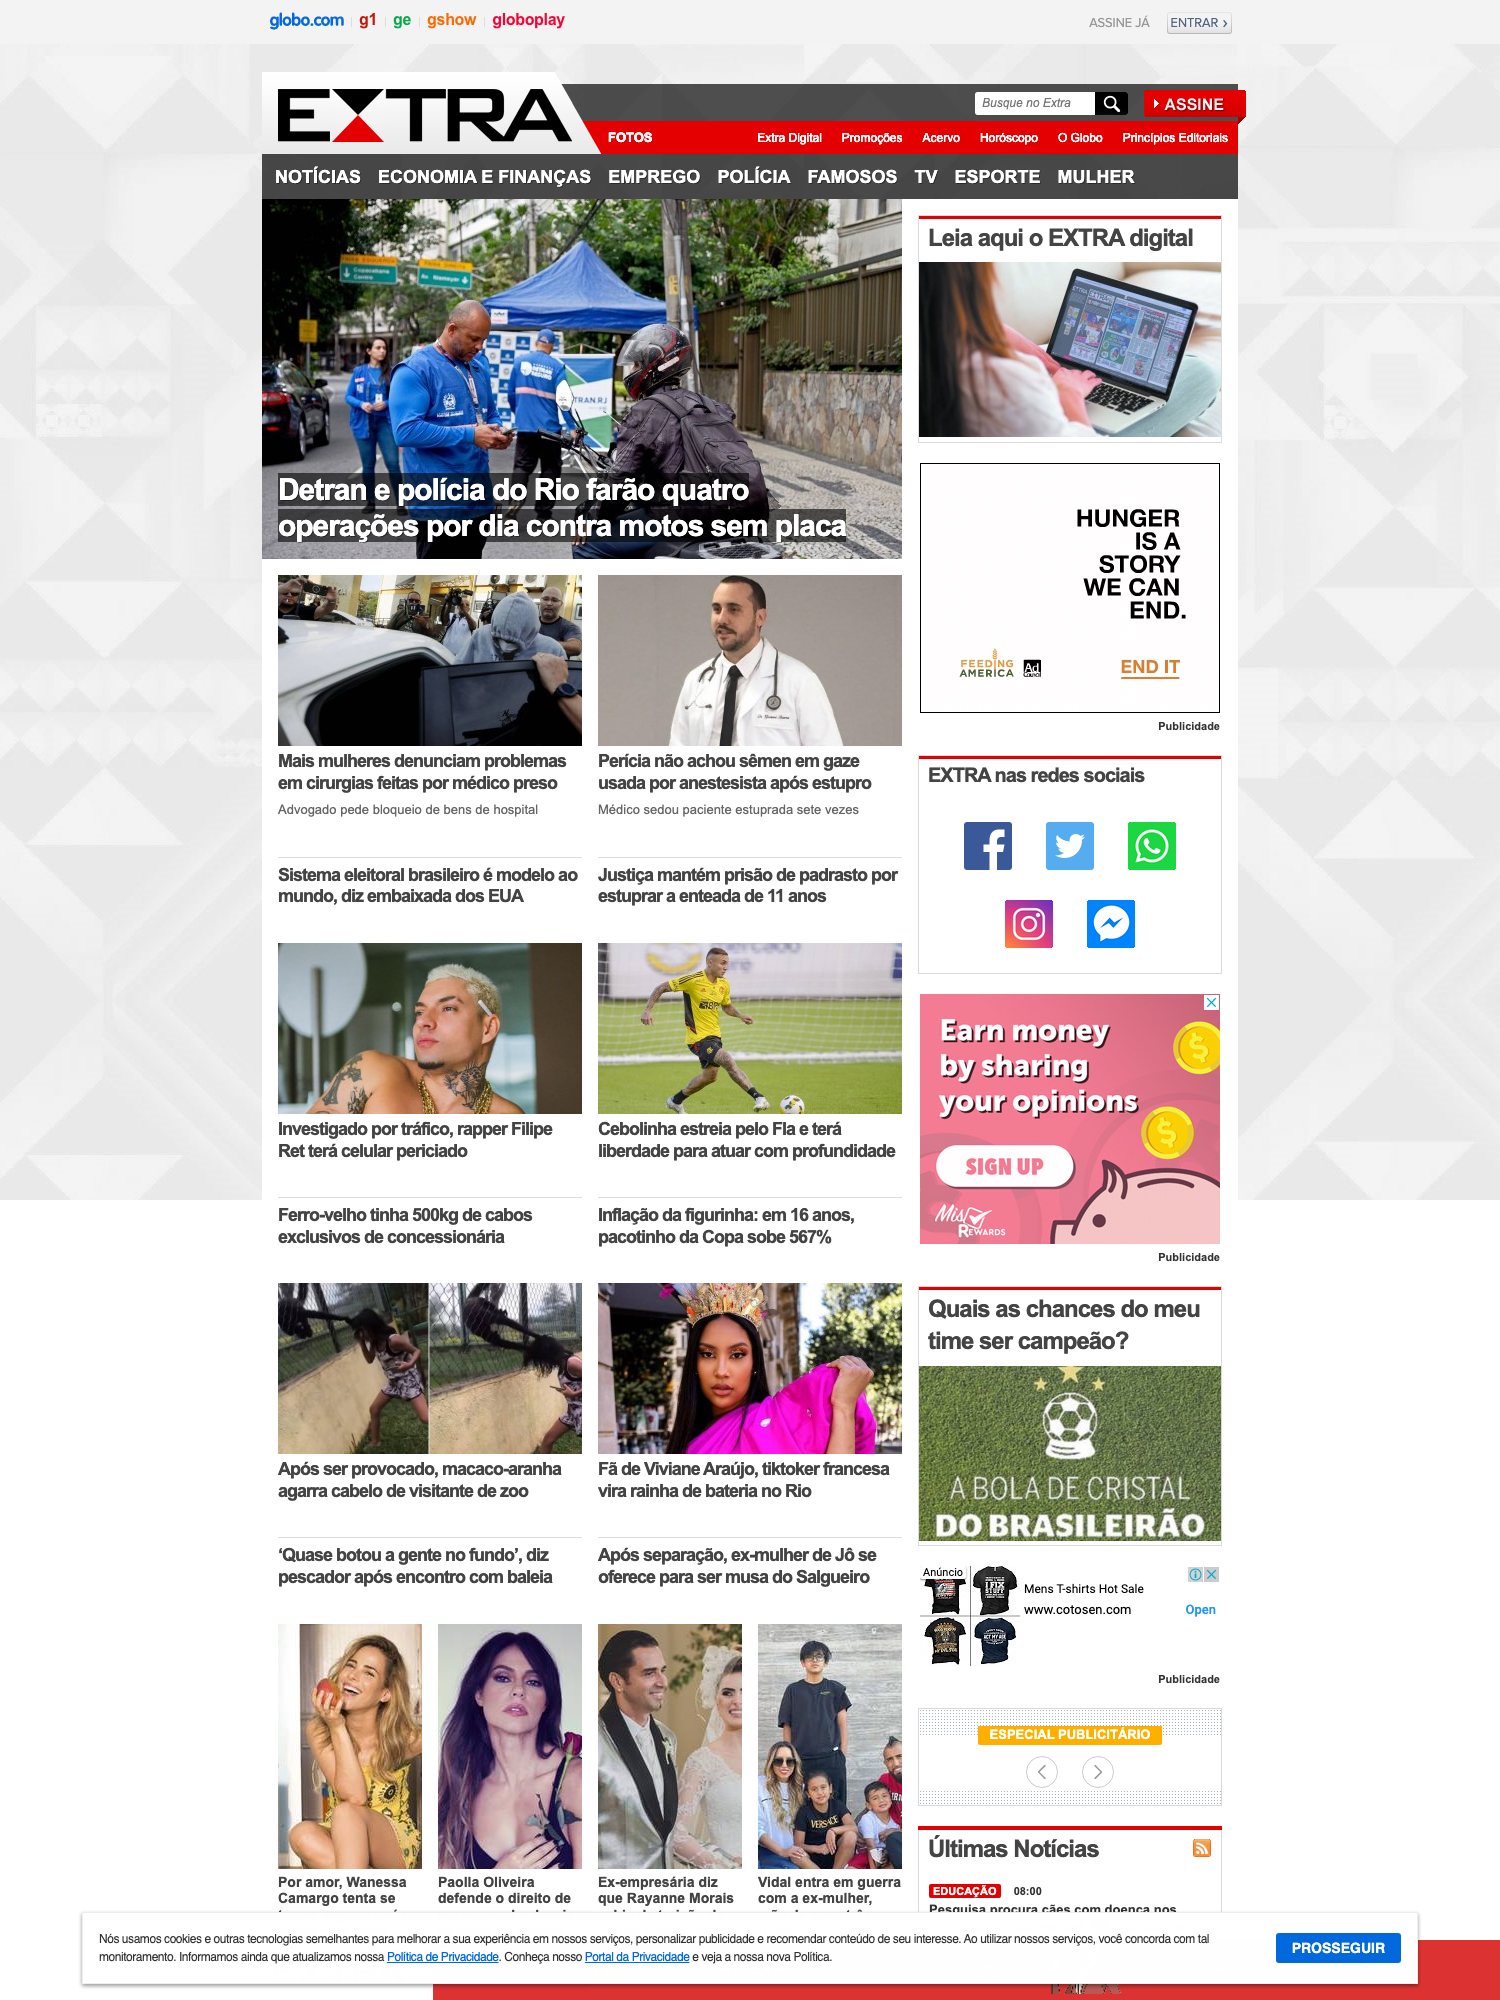 globo.com g1 ge gshow globoplay
ASSINE JÁ ENTRAR ›
EXTRA
Busque no Extra
ASSINE
FOTOS
Extra Digital Promoções Acervo Horóscopo O Globo Princípios Editoriais
NOTÍCIAS ECONOMIA E FINANÇAS EMPREGO POLÍCIA FAMOSOS TV ESPORTE MULHER
Copacabana
Centro
Av. Niemeyer
TRAN.RJ
Detran e polícia do Rio farão quatro
operações por dia contra motos sem placa
Mais mulheres denunciam problemas
em cirurgias feitas por médico preso
Advogado pede bloqueio de bens de hospital
Perícia não achou sêmen em gaze
usada por anestesista após estupro
Médico sedou paciente estuprada sete vezes
Sistema eleitoral brasileiro é modelo ao
mundo, diz embaixada dos EUA
Justiça mantém prisão de padrasto por
estuprar a enteada de 11 anos
Investigado por tráfico, rapper Filipe
Ret terá celular periciado
Cebolinha estreia pelo Fla e terá
liberdade para atuar com profundidade
Ferro-velho tinha 500kg de cabos
exclusivos de concessionária
Inflação da figurinha: em 16 anos,
pacotinho da Copa sobe 567%
Após ser provocado, macaco-aranha
agarra cabelo de visitante de zoo
Fã de Viviane Araújo, tiktoker francesa
vira rainha de bateria no Rio
‘Quase botou a gente no fundo’, diz
pescador após encontro com baleia
Após separação, ex-mulher de Jô se
oferece para ser musa do Salgueiro
VERSACE
Por amor, Wanessa
Camargo tenta se
Paolla Oliveira
defende o direito de
Ex-empresária diz
que Rayanne Morais
Vidal entra em guerra
com a ex-mulher,
Leia aqui o EXTRA digital
HUNGER
IS A
STORY
WE CAN
END.
FEEDING
AMERICA
Ad
Council
END IT
Publicidade
EXTRA nas redes sociais
Earn money
by sharing
your opinions
SIGN UP
Mis
REWARDS
Publicidade
Quais as chances do meu
time ser campeão?
A BOLA DE CRISTAL
DO BRASILEIRÃO
Anúncio
I FIX
STUFF
Mens T-shirts Hot Sale
www.cotosen.com
Open
Publicidade
ESPECIAL PUBLICITÁRIO
Últimas Notícias
EDUCAÇÃO 08:00
Pesquisa procura cães com doença nos
Nós usamos cookies e outras tecnologias semelhantes para melhorar a sua experiência em nossos serviços, personalizar publicidade e recomendar conteúdo de seu interesse. Ao utilizar nossos serviços, você concorda com tal
monitoramento. Informamos ainda que atualizamos nossa Política de Privacidade. Conheça nosso Portal da Privacidade e veja a nossa nova Política.
PROSSEGUIR